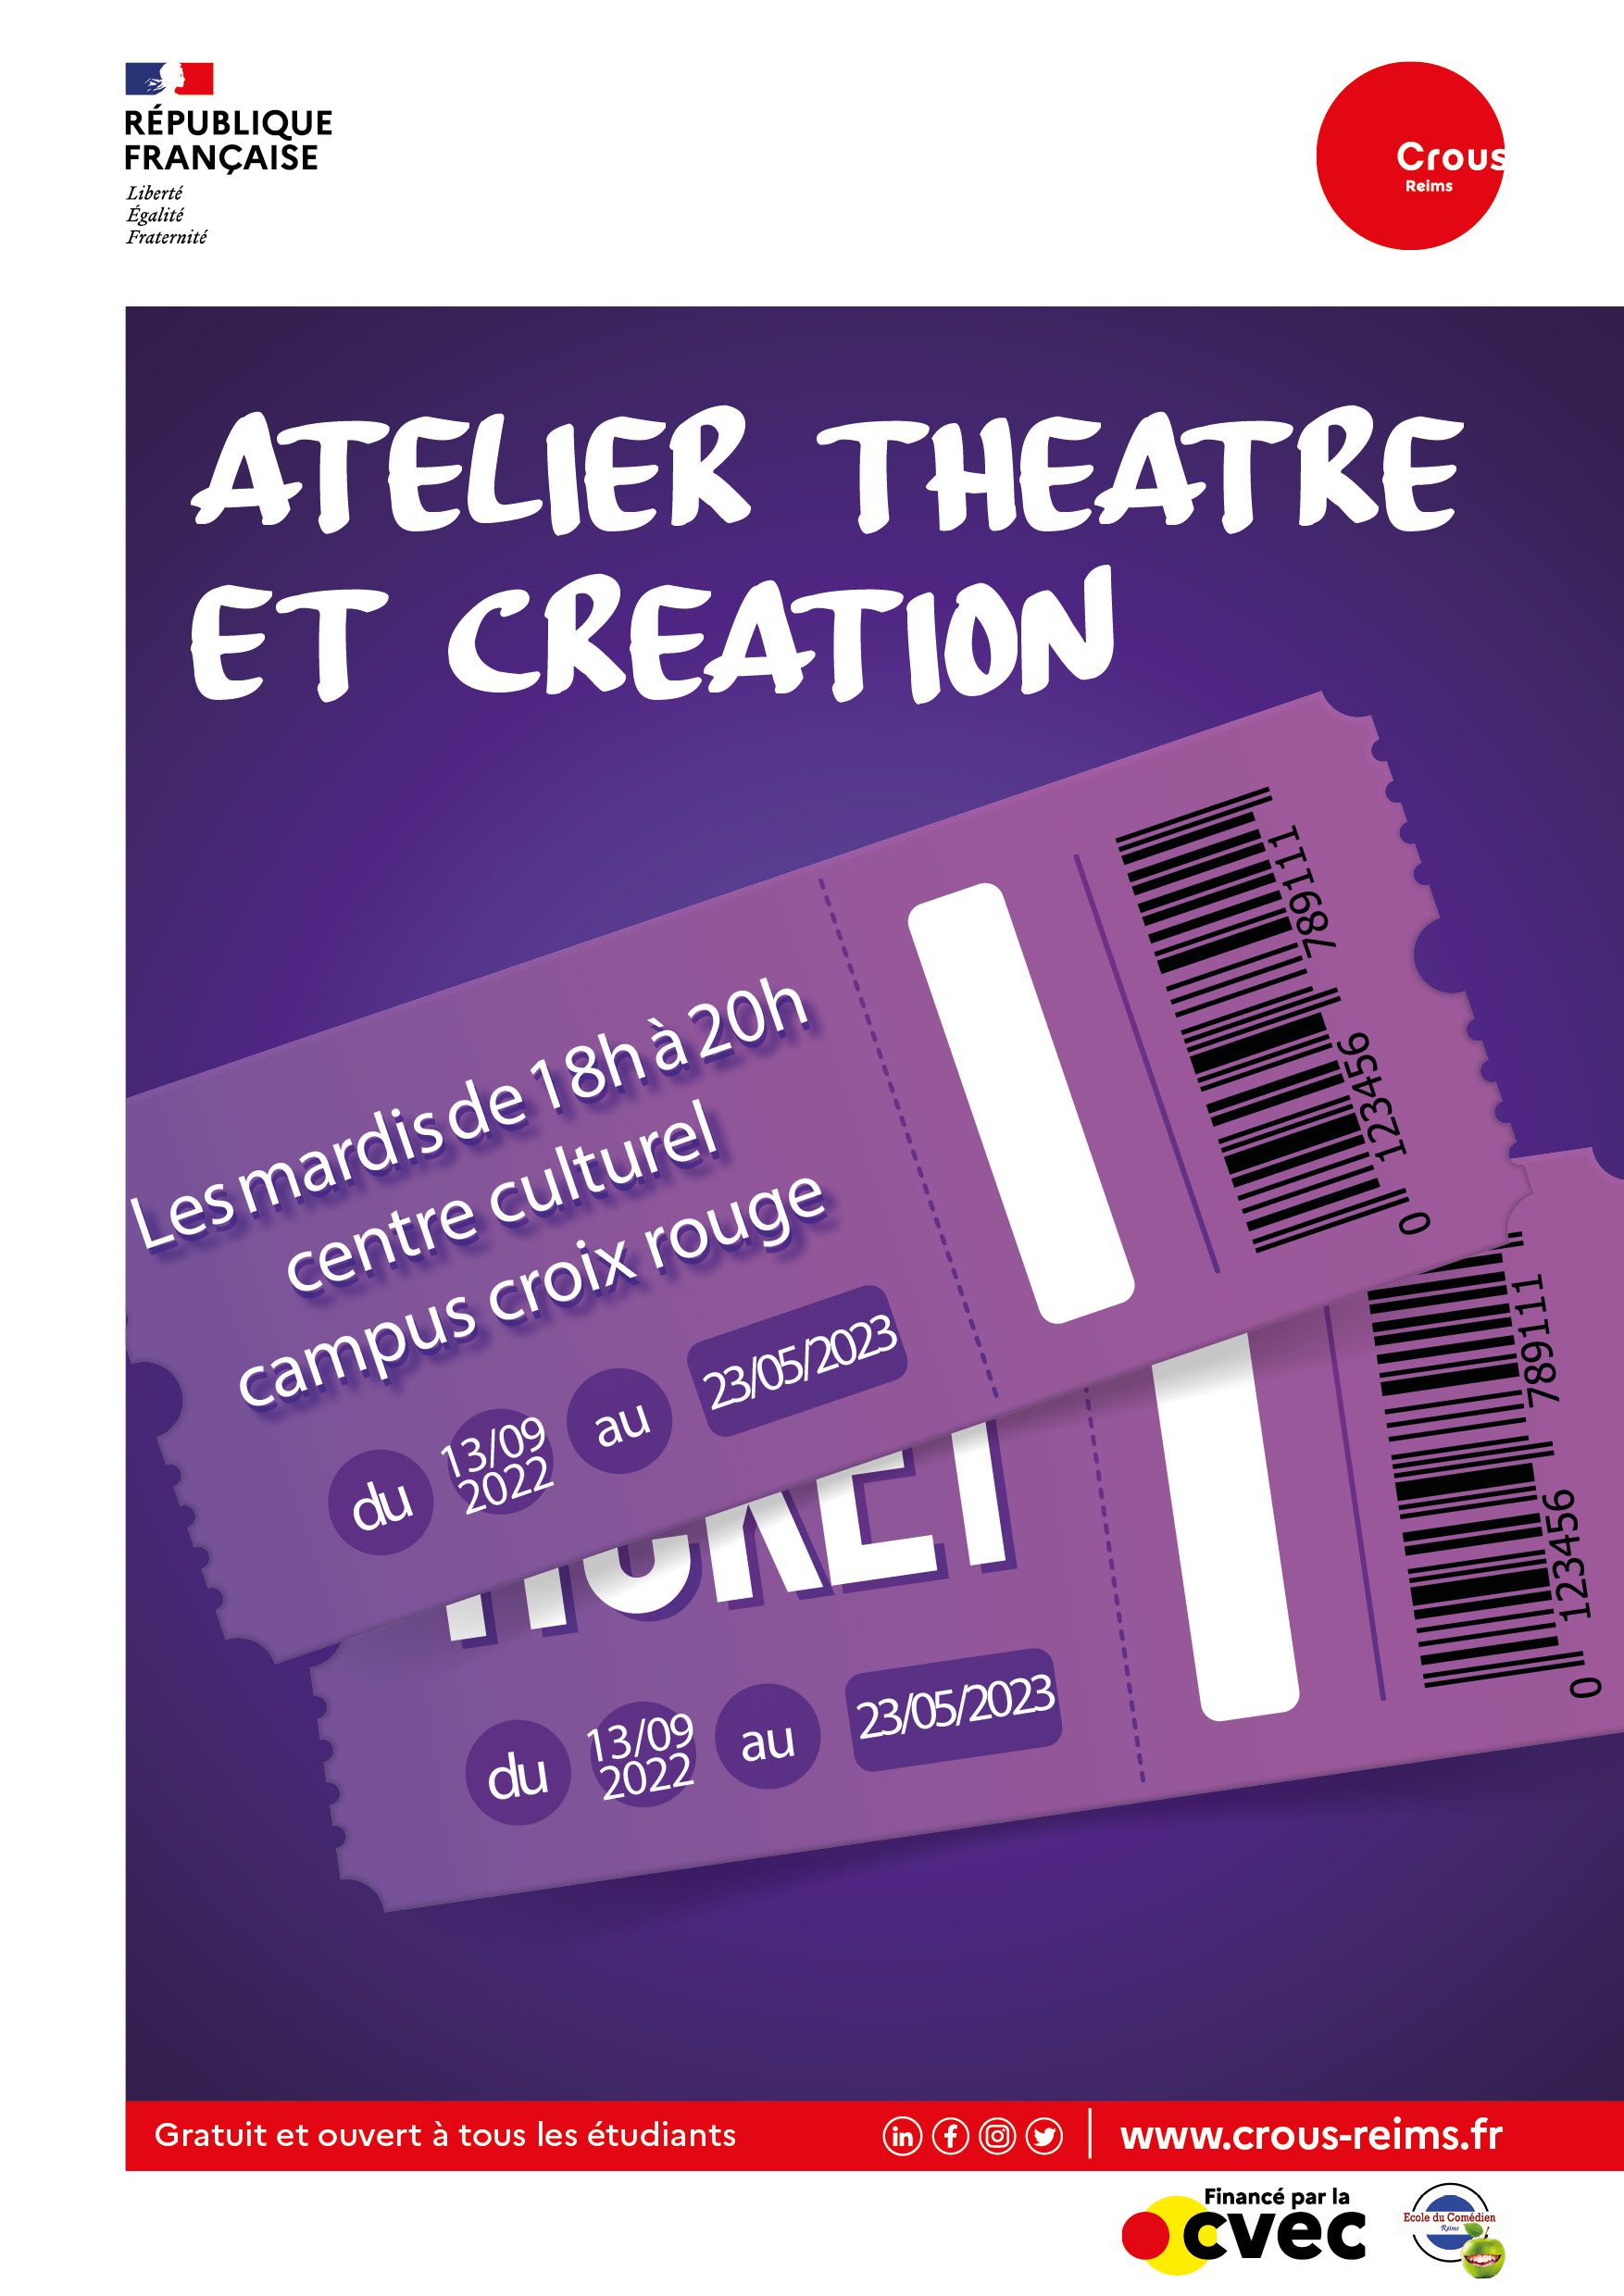 RÉPUBLIQUE
FRANÇAISE
Liberté
Égalité
Fraternité
Crous
Reims
ATELIER THEATRE
ET CREATION
Les mardis de 18h à 20h
centre culturel
campus croix rouge
du 13/09 2022 au 23/05/2023
0 123456 789111
TICKET
du 13/09 2022 au 23/05/2023
0 123456 789111
Gratuit et ouvert à tous les étudiants
www.crous-reims.fr
Financé par la
cvec
Ecole du Comédien
Reims